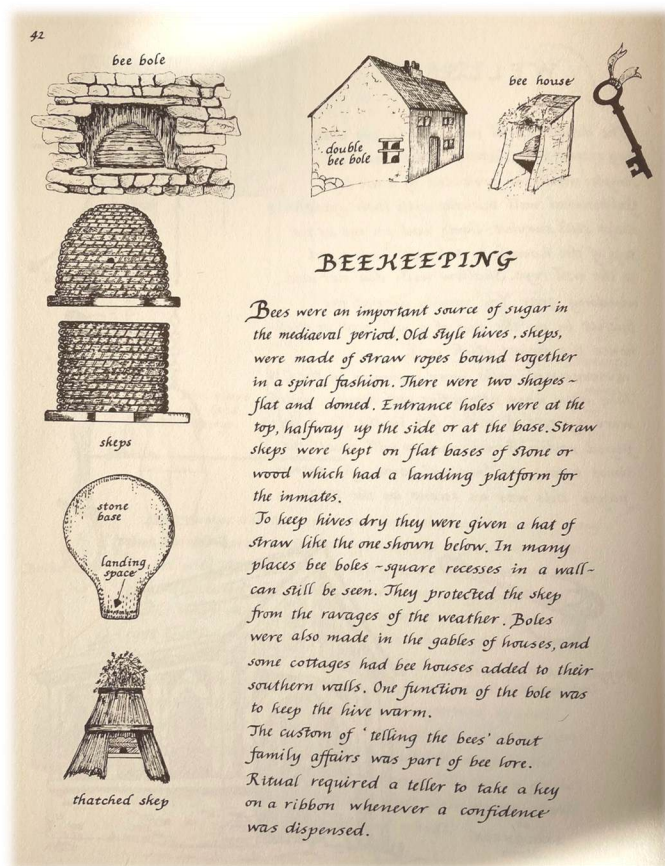 42
bee bole
double
bee bole
bee house
BEEKEEPING
Bees were an important source of sugar in
the mediaeval period. Old style hives, skeps,
were made of straw ropes bound together
in a spiral fashion. There were two shapes ~
flat and domed. Entrance holes were at the
top, halfway up the side or at the base. Straw
skeps were kept on flat bases of stone or
wood which had a landing platform for
the inmates.
To keep hives dry they were given a hat of
straw like the one shown below. In many
places bee boles ~ square recesses in a wall ~
can still be seen. They protected the skep
from the ravages of the weather. Boles
were also made in the gables of houses, and
some cottages had bee houses added to their
southern walls. One function of the bole was
to keep the hive warm.
The custom of 'telling the bees' about
family affairs was part of bee lore.
Ritual required a teller to take a key
on a ribbon whenever a confidence
was dispensed.
skeps
stone
base
landing
space
thatched skep